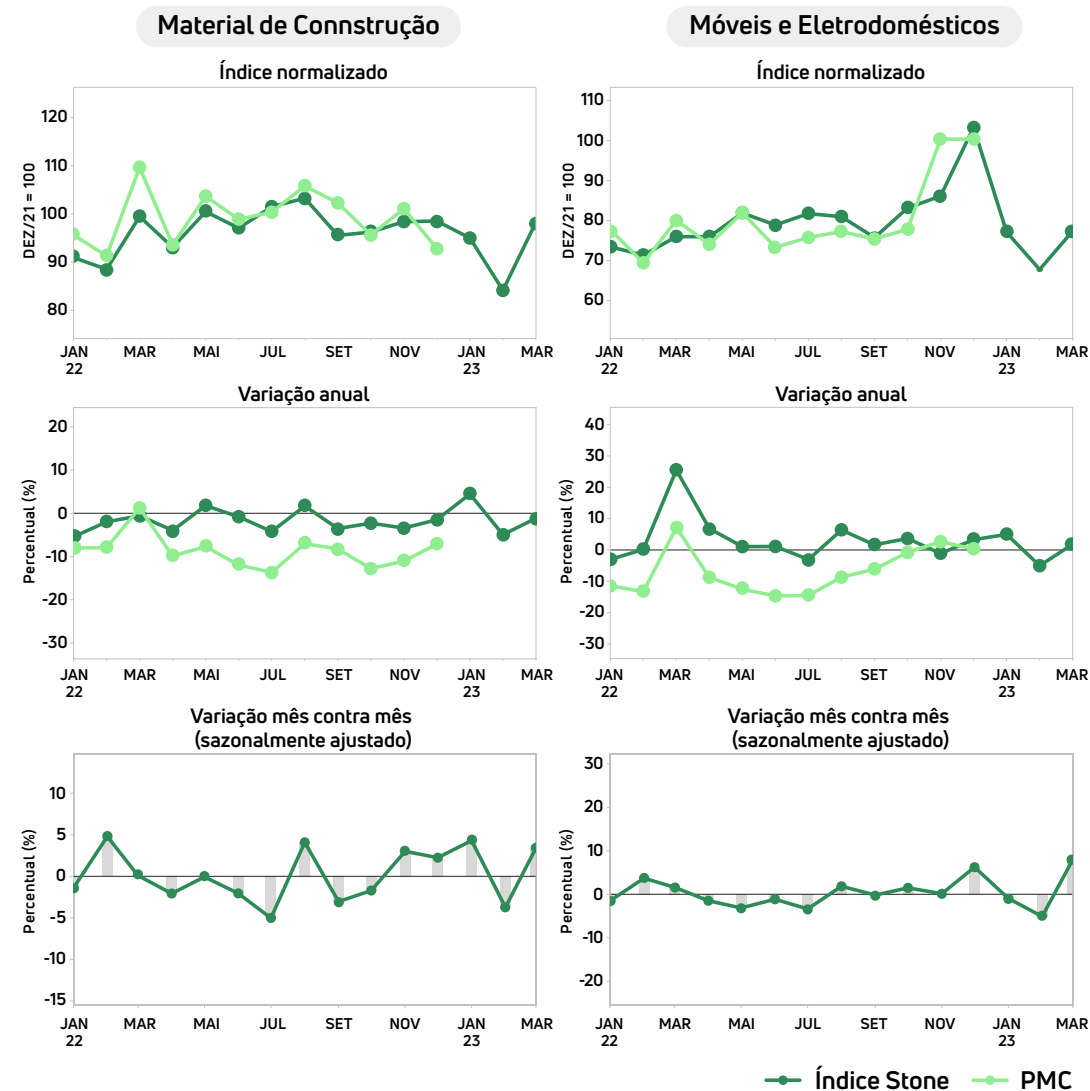 Material de Connstrução
Índice normalizado
DEZ/21 = 100
120
110
100
90
80
JAN
22
MAR
MAI
JUL
SET
NOV
JAN
23
MAR
Variação anual
Percentual (%)
20
10
0
-10
-20
-30
JAN
22
MAR
MAI
JUL
SET
NOV
JAN
23
MAR
Variação mês contra mês
(sazonalmente ajustado)
Percentual (%)
10
5
0
-5
-10
-15
JAN
22
MAR
MAI
JUL
SET
NOV
JAN
23
MAR
Móveis e Eletrodomésticos
Índice normalizado
DEZ/21 = 100
110
100
90
80
70
60
JAN
22
MAR
MAI
JUL
SET
NOV
JAN
23
MAR
Variação anual
Percentual (%)
40
30
20
10
0
-10
-20
-30
JAN
22
MAR
MAI
JUL
SET
NOV
JAN
23
MAR
Variação mês contra mês
(sazonalmente ajustado)
Percentual (%)
30
20
10
0
-10
-20
JAN
22
MAR
MAI
JUL
SET
NOV
JAN
23
MAR
Índice Stone
PMC